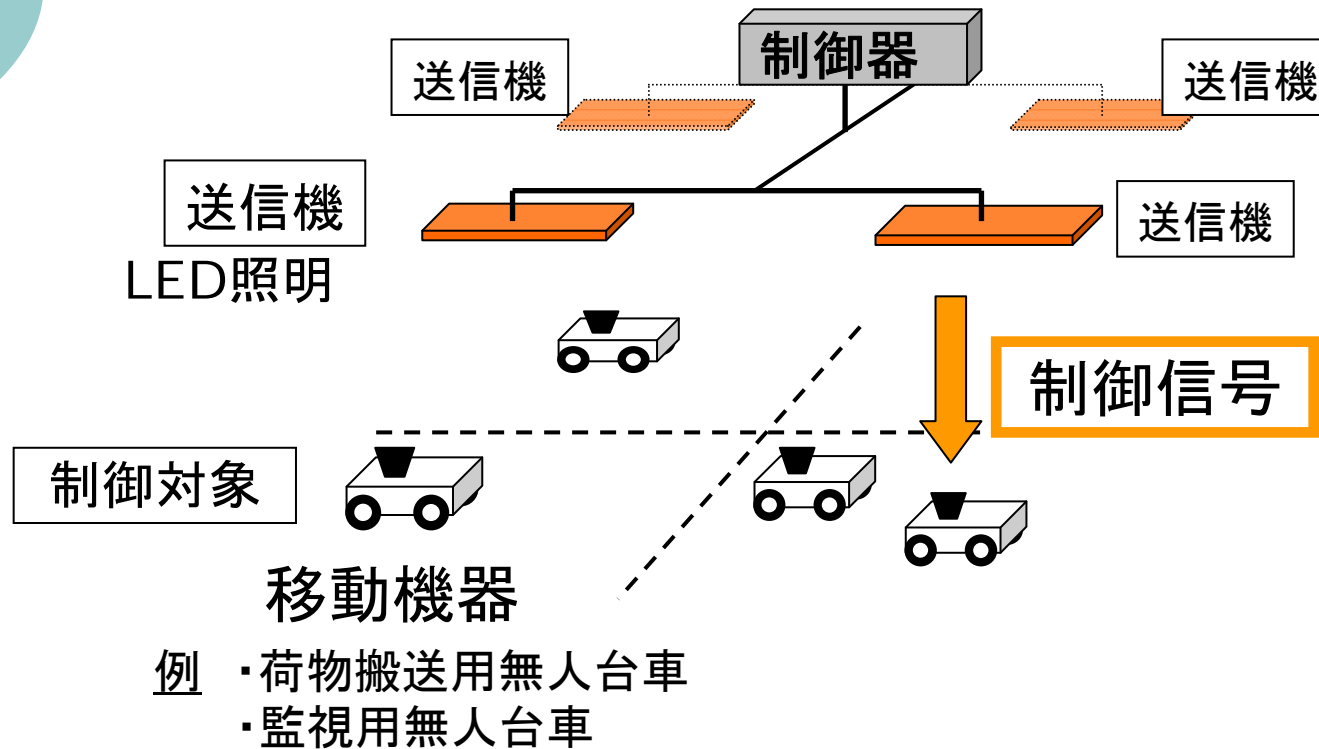 制御器
送信機
送信機
送信機
送信機
LED照明
制御信号
制御対象
移動機器
例 ・荷物搬送用無人台車
・監視用無人台車